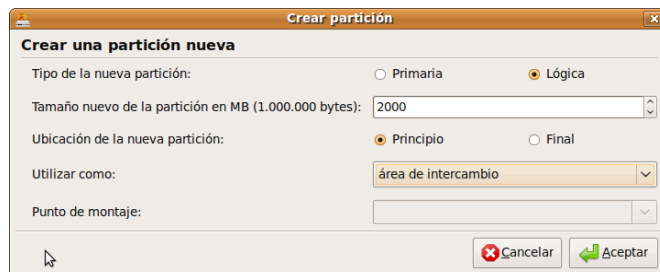 Crear partición
Crear una partición nueva
Tipo de la nueva partición: Primaria Lógica
Tamaño nuevo de la partición en MB (1.000.000 bytes): 2000
Ubicación de la nueva partición: Principio Final
Utilizar como: área de intercambio
Punto de montaje:
Cancelar Aceptar